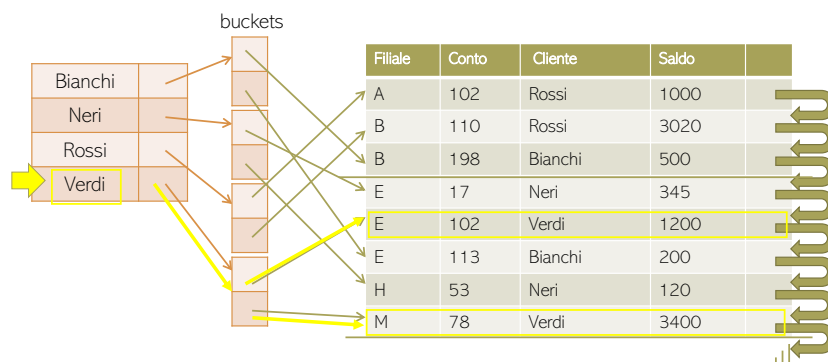 buckets
Bianchi
Neri
Rossi
Verdi
Filiale Conto Cliente Saldo
A 102 Rossi 1000
B 110 Rossi 3020
B 198 Bianchi 500
E 17 Neri 345
E 102 Verdi 1200
E 113 Bianchi 200
H 53 Neri 120
M 78 Verdi 3400